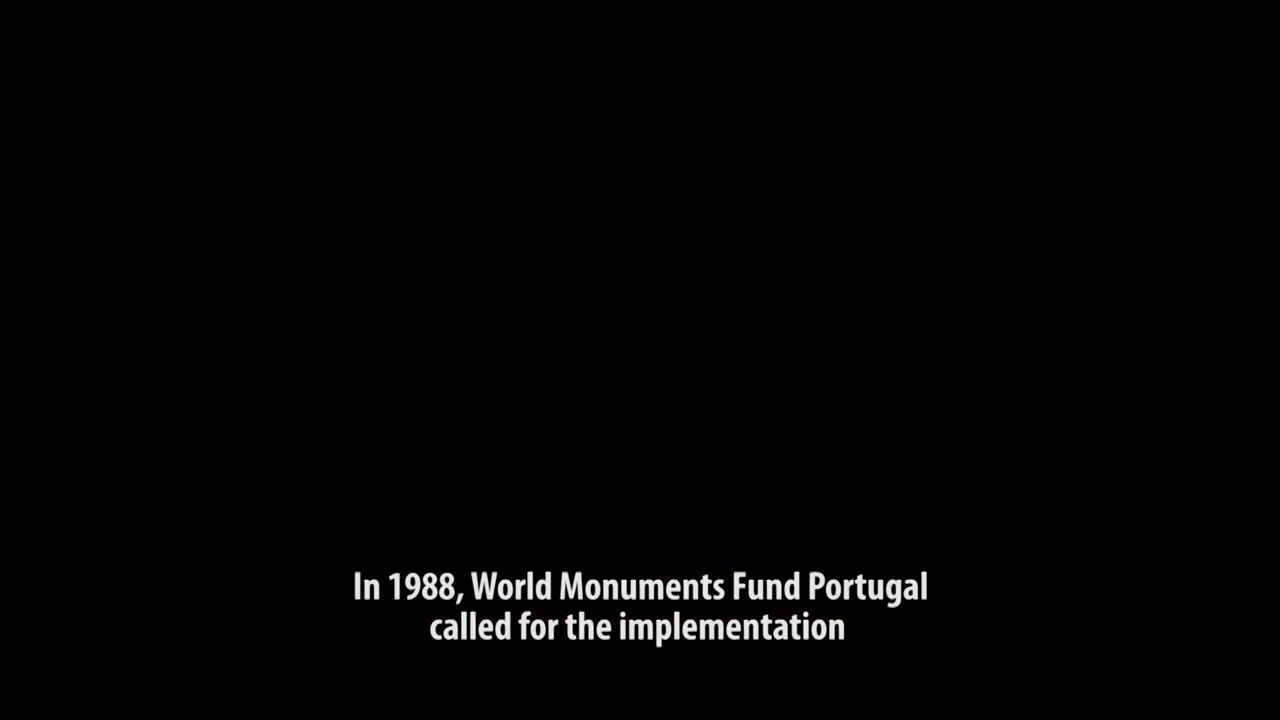 In 1988, World Monuments Fund Portugal
called for the implementation